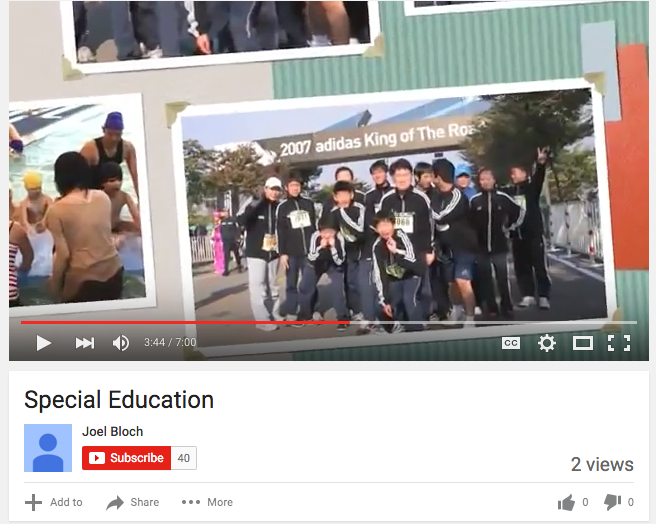 2007 adidas King of The Roa
3:44 / 7:00
CC
Special Education
Joel Bloch
Subscribe 40
2 views
Add to Share More 0 0